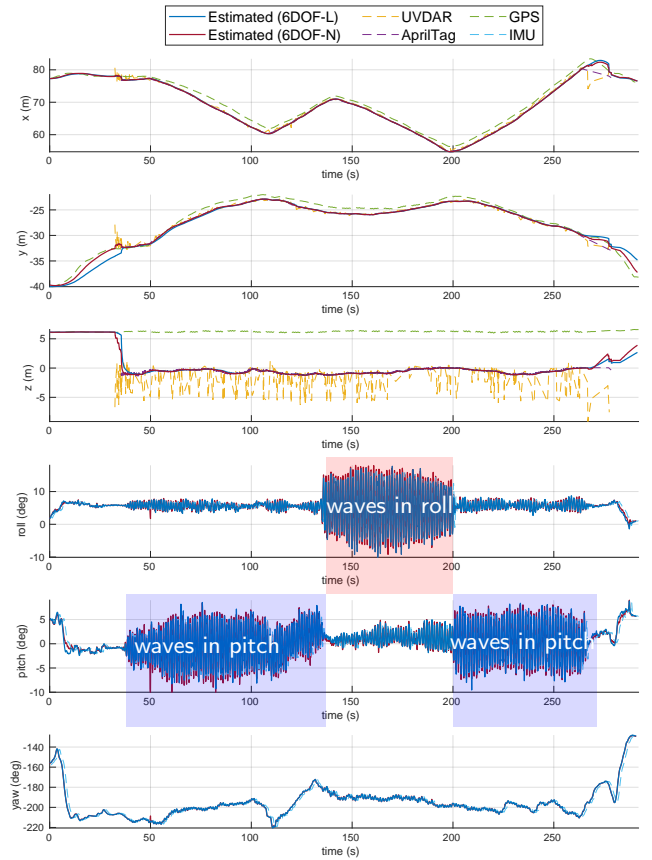 Estimated (6DOF-L) UVDAR GPS
Estimated (6DOF-N) AprilTag IMU
80
70
60
x (m)
0 50 100 150 200 250
time (s)
-25
-30
-35
-40
y (m)
0 50 100 150 200 250
time (s)
5
0
-5
z (m)
0 50 100 150 200 250
time (s)
10
0
-10
roll (deg)
waves in roll
0 50 100 150 200 250
time (s)
5
0
-5
-10
pitch (deg)
waves in pitch waves in pitch
0 50 100 150 200 250
time (s)
-140
-160
-180
-200
-220
yaw (deg)
0 50 100 150 200 250
time (s)